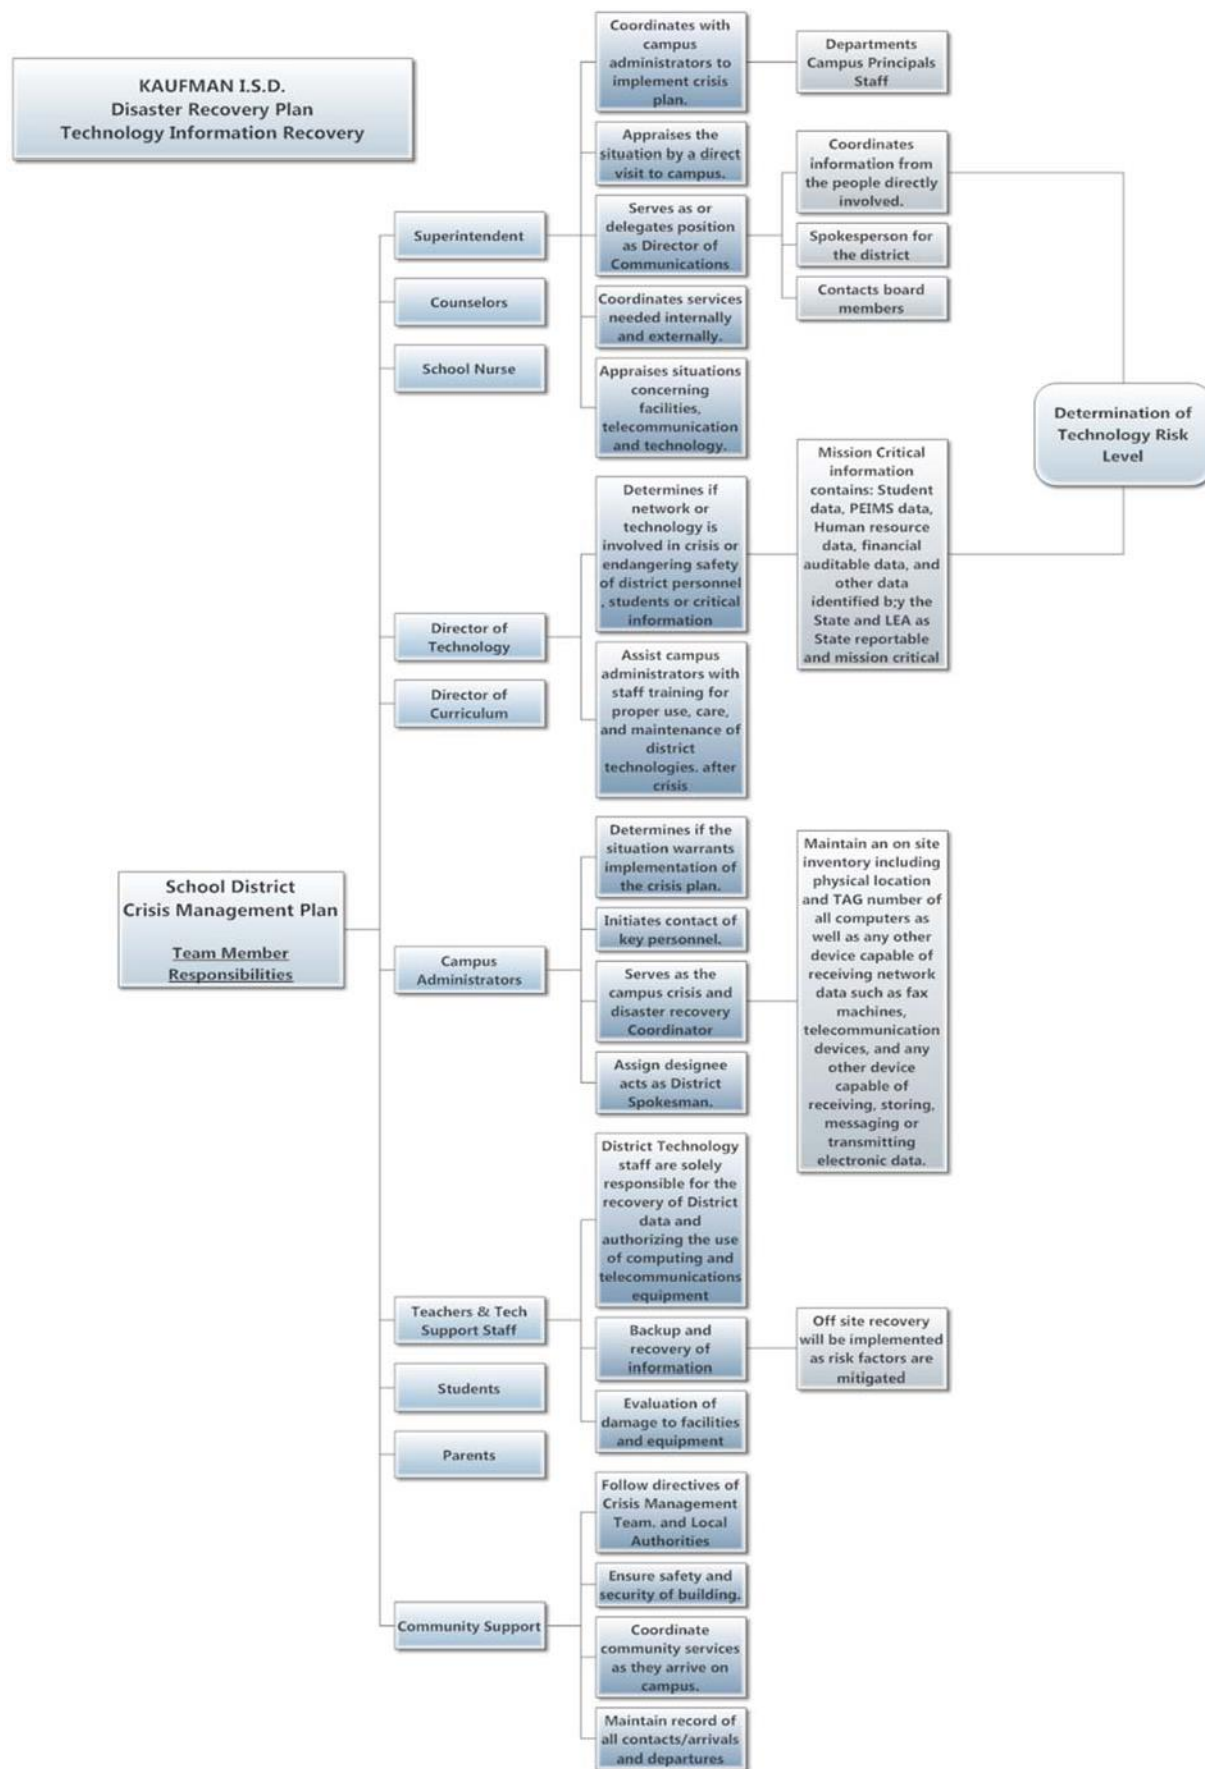 KAUFMAN I.S.D.
Disaster Recovery Plan
Technology Information Recovery
School District
Crisis Management Plan
Team Member
Responsibilities
Superintendent
Coordinates with
campus
administrators to
implement crisis
plan.
Departments
Campus Principals
Staff
Appraises the
situation by a direct
visit to campus.
Serves as or
delegates position
as Director of
Communications
Coordinates
information from
the people directly
involved.
Spokesperson for
the district
Contacts board
members
Coordinates services
needed internally
and externally.
Appraises situations
concerning
facilities,
telecommunication
and technology.
Counselors
School Nurse
Determination of
Technology Risk
Level
Director of
Technology
Determines if
network or
technology is
involved in crisis or
endangering safety
of district personnel
, students or critical
information
Mission Critical
information
contains: Student
data, PEIMS data,
Human resource
data, financial
auditable data, and
other data
identified b;y the
State and LEA as
State reportable
and mission critical
Assist campus
administrators with
staff training for
proper use, care,
and maintenance of
district
technologies. after
crisis
Director of
Curriculum
Campus
Administrators
Determines if the
situation warrants
implementation of
the crisis plan.
Initiates contact of
key personnel.
Serves as the
campus crisis and
disaster recovery
Coordinator
Maintain an on site
inventory including
physical location
and TAG number of
all computers as
well as any other
device capable of
receiving network
data such as fax
machines,
telecommunication
devices, and any
other device
capable of
receiving, storing,
messaging or
transmitting
electronic data.
Assign designee
acts as District
Spokesman.
Teachers & Tech
Support Staff
District Technology
staff are solely
responsible for the
recovery of District
data and
authorizing the use
of computing and
telecommunications
equipment
Backup and
recovery of
information
Off site recovery
will be implemented
as risk factors are
mitigated
Evaluation of
damage to facilities
and equipment
Students
Parents
Community Support
Follow directives of
Crisis Management
Team. and Local
Authorities
Ensure safety and
security of building.
Coordinate
community services
as they arrive on
campus.
Maintain record of
all contacts/arrivals
and departures